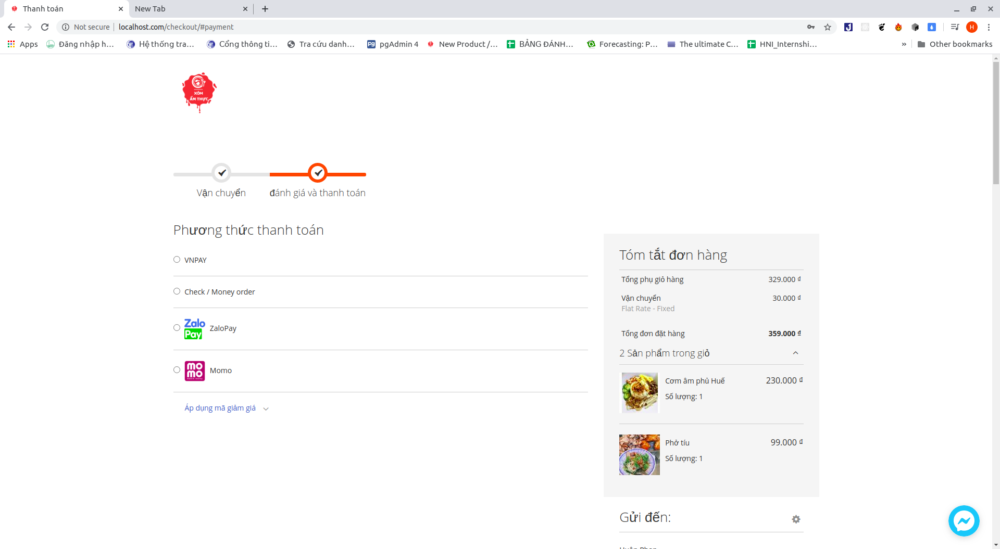 Thanh toán
New Tab
Not secure
localhost.com/checkout/#payment
H
Apps
Đăng nhập h...
Hệ thống tra...
Cổng thông ti...
Tra cứu danh...
pgAdmin 4
New Product /...
BẢNG ĐÁNH...
Forecasting: P...
The ultimate C...
HNI_Internshi...
»
Other bookmarks
XÓM
ẨM THỰC
Vận chuyển
đánh giá và thanh toán
Phương thức thanh toán
VNPAY
Check / Money order
Zalo
Pay
ZaloPay
mo
mo
Momo
Áp dụng mã giảm giá
Tóm tắt đơn hàng
Tổng phụ giỏ hàng 329.000 ₫
Vận chuyển 30.000 ₫
Flat Rate - Fixed
Tổng đơn đặt hàng 359.000 ₫
2 Sản phẩm trong giỏ
Cơm âm phủ Huế 230.000 ₫
Số lượng: 1
Phở tíu 99.000 ₫
Số lượng: 1
Gửi đến: